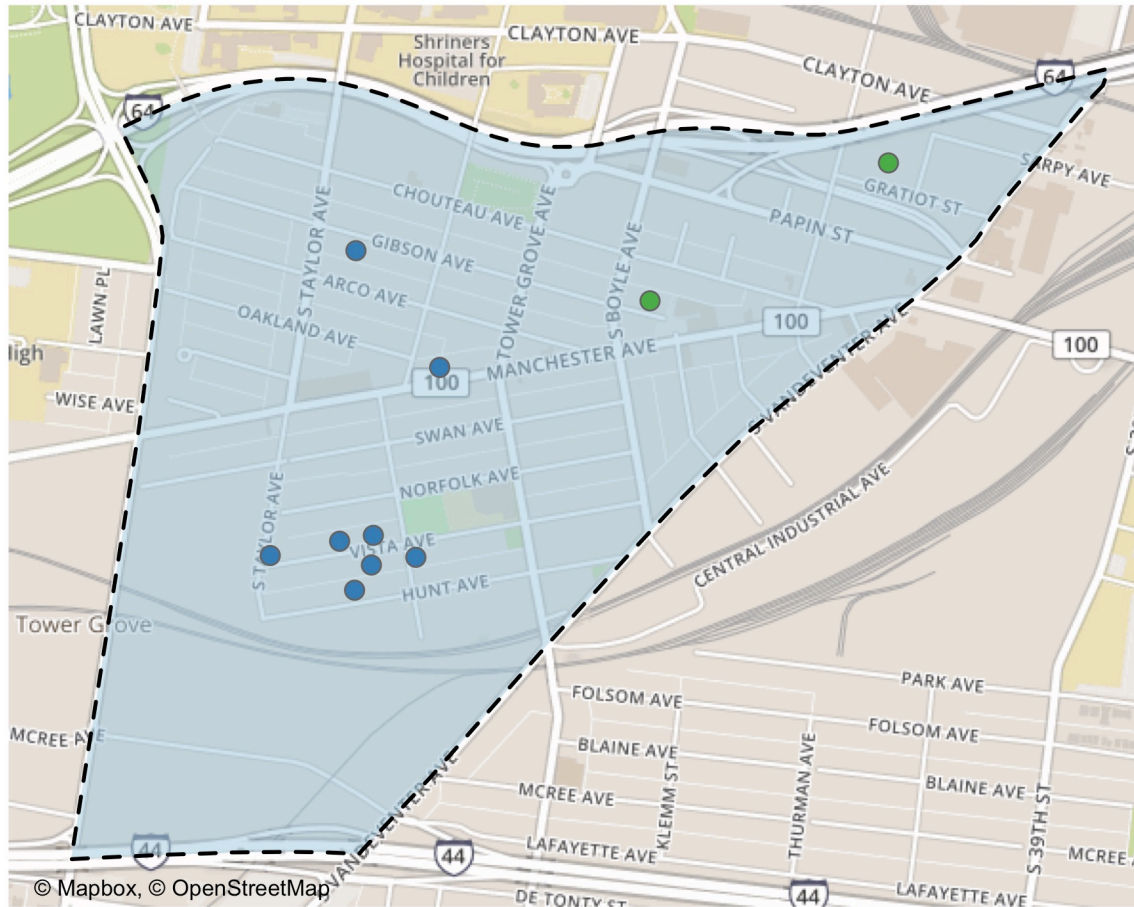 CLAYTON AVE
CLAYTON AVE
Shriners
Hospital for
Children
CLAYTON AVE
64
64
SARPY AVE
GRATIOT ST
CHOUTEAU AVE
PAPIN ST
GIBSON AVE
S TAYLOR AVE
TOWER GROVE AVE
S BOYLE AVE
ARCO AVE
LAWN PL
OAKLAND AVE
100
MANCHESTER AVE
S VANDEVENTER AVE
100
100
WISE AVE
SWAN AVE
NORFOLK AVE
S TAYLOR AVE
VISTA AVE
HUNT AVE
CENTRAL INDUSTRIAL AVE
Tower Grove
PARK AVE
FOLSOM AVE
FOLSOM AVE
MCREE AVE
BLAINE AVE
BLAINE AVE
MCREE AVE
KLEMM ST
THURMAN AVE
S 39TH ST
S VANDEVENTER AVE
LAFAYETTE AVE
MCREE
44
44
44
LAFAYETTE AVE
DE TONTY ST
© Mapbox, © OpenStreetMap